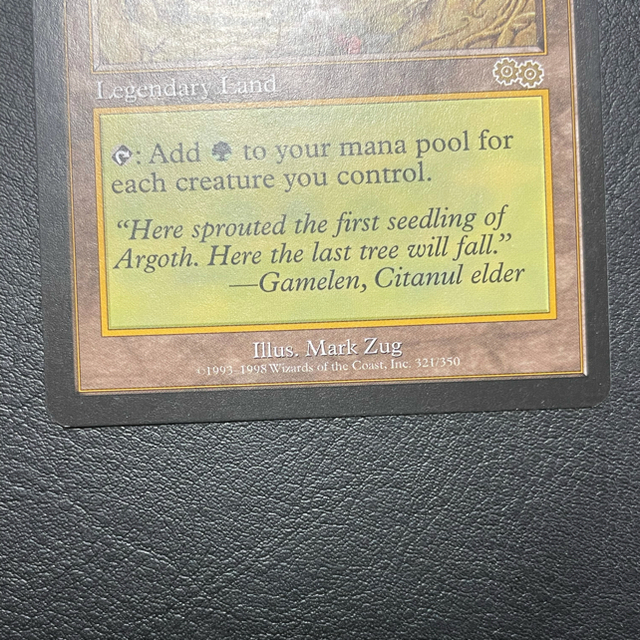 Legendary Land
: Add to your mana pool for
each creature you control.
“Here sprouted the first seedling of
Argoth. Here the last tree will fall.”
—Gamelen, Citanul elder
Illus. Mark Zug
©1993–1998 Wizards of the Coast, Inc. 321/350